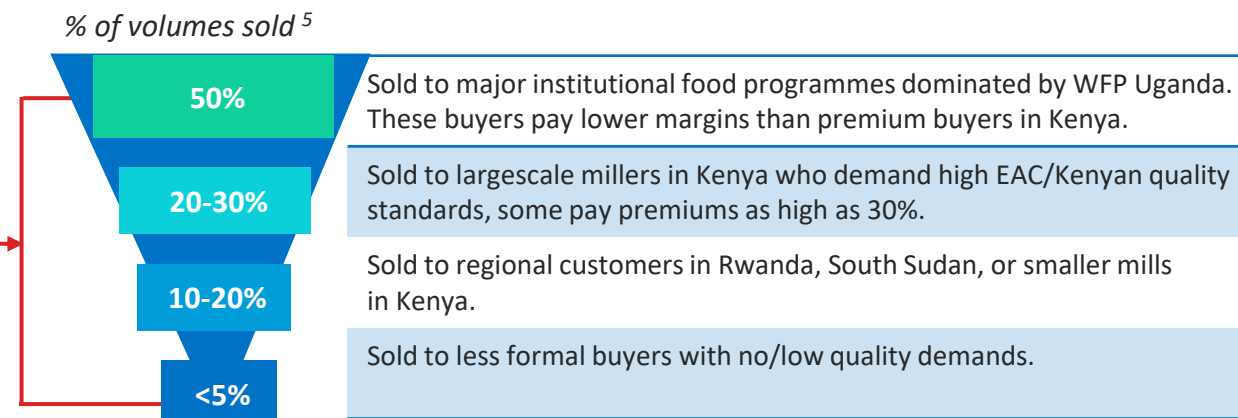 % of volumes sold 5
50%
Sold to major institutional food programmes dominated by WFP Uganda.
These buyers pay lower margins than premium buyers in Kenya.
20-30%
Sold to largescale millers in Kenya who demand high EAC/Kenyan quality
standards, some pay premiums as high as 30%.
10-20%
Sold to regional customers in Rwanda, South Sudan, or smaller mills
in Kenya.
<5%
Sold to less formal buyers with no/low quality demands.